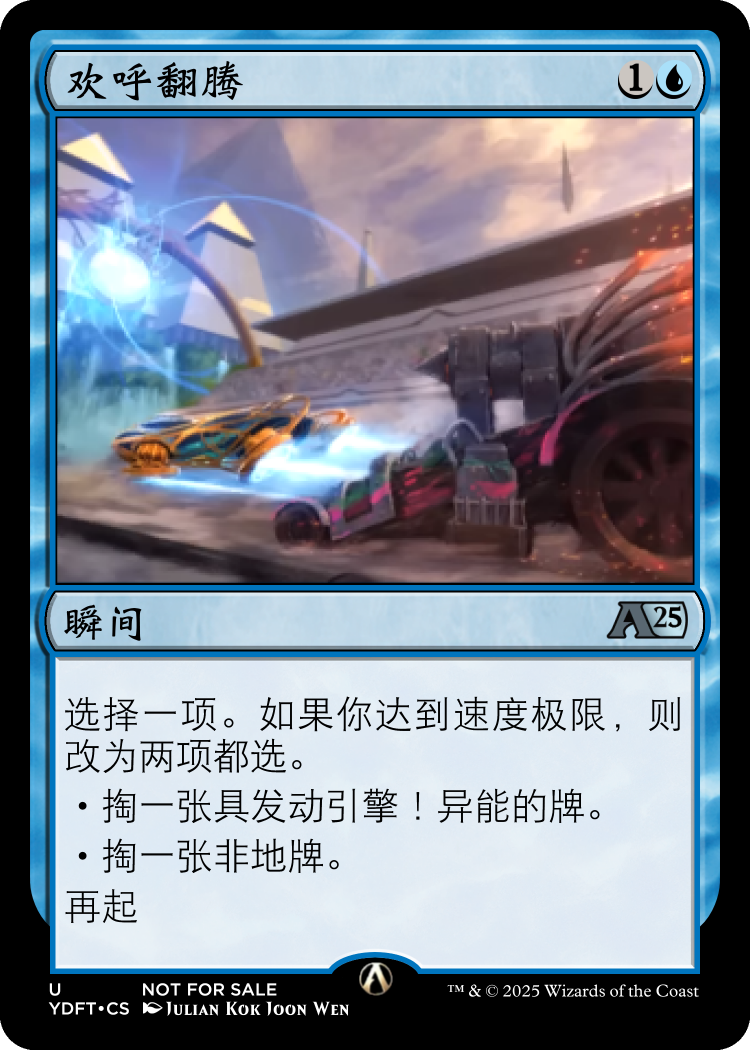 欢呼翻腾 1
瞬间 A25
选择一项。如果你达到速度极限，则
改为两项都选。
•掏一张具发动引擎！异能的牌。
•掏一张非地牌。
再起
U NOT FOR SALE ™ & © 2025 Wizards of the Coast
YDFT•CS Julian Kok Joon Wen